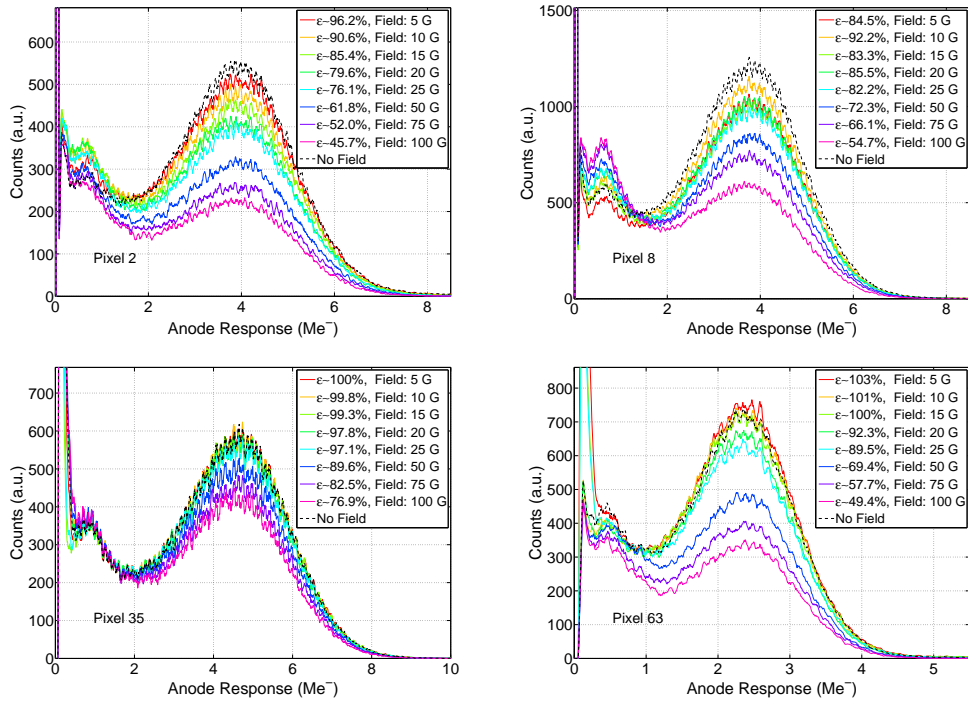 600
500
400
300
200
100
0
0
2
4
6
8
Counts (a.u.)
Anode Response (Me⁻)
Pixel 2
ε~96.2%, Field: 5 G
ε~90.6%, Field: 10 G
ε~85.4%, Field: 15 G
ε~79.6%, Field: 20 G
ε~76.1%, Field: 25 G
ε~61.8%, Field: 50 G
ε~52.0%, Field: 75 G
ε~45.7%, Field: 100 G
No Field
1500
1000
500
0
0
2
4
6
8
Counts (a.u.)
Anode Response (Me⁻)
Pixel 8
ε~84.5%, Field: 5 G
ε~92.2%, Field: 10 G
ε~83.3%, Field: 15 G
ε~85.5%, Field: 20 G
ε~82.2%, Field: 25 G
ε~72.3%, Field: 50 G
ε~66.1%, Field: 75 G
ε~54.7%, Field: 100 G
No Field
700
600
500
400
300
200
100
0
0
2
4
6
8
10
Counts (a.u.)
Anode Response (Me⁻)
Pixel 35
ε~100%, Field: 5 G
ε~99.8%, Field: 10 G
ε~99.3%, Field: 15 G
ε~97.8%, Field: 20 G
ε~97.1%, Field: 25 G
ε~89.6%, Field: 50 G
ε~82.5%, Field: 75 G
ε~76.9%, Field: 100 G
No Field
800
700
600
500
400
300
200
100
0
0
1
2
3
4
5
Counts (a.u.)
Anode Response (Me⁻)
Pixel 63
ε~103%, Field: 5 G
ε~101%, Field: 10 G
ε~100%, Field: 15 G
ε~92.3%, Field: 20 G
ε~89.5%, Field: 25 G
ε~69.4%, Field: 50 G
ε~57.7%, Field: 75 G
ε~49.4%, Field: 100 G
No Field